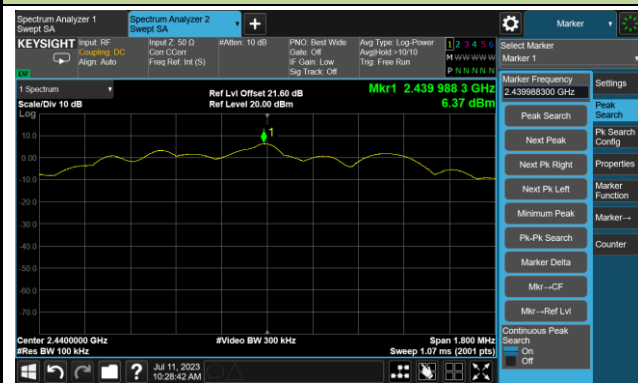 Spectrum Analyzer 1
Swept SA
Spectrum Analyzer 2
Swept SA
+
Marker
KEYSIGHT
Input: RF
Coupling: DC
Align: Auto
Input Z: 50 Ω
Corr CCorr
Freq Ref: Int (S)
#Atten: 10 dB
PNO: Best Wide
Gate: Off
IF Gain: Low
Sig Track: Off
Avg Type: Log-Power
Avg|Hold:>10/10
Trig: Free Run
1 2 3 4 5 6
M W W W W W
P N N N N N
Select Marker
Marker 1
LW
1 Spectrum
Scale/Div 10 dB
Log
Ref Lvl Offset 21.60 dB
Ref Level 20.00 dBm
Mkr1 2.439 988 3 GHz
6.37 dBm
1
10.0
0.00
-10.0
-20.0
-30.0
-40.0
-50.0
-60.0
-70.0
Center 2.4400000 GHz
#Res BW 100 kHz
#Video BW 300 kHz
Span 1.800 MHz
Sweep 1.07 ms (2001 pts)
Marker Frequency
2.439988300 GHz
Peak Search
Next Peak
Next Pk Right
Next Pk Left
Minimum Peak
Pk-Pk Search
Marker Delta
Mkr→CF
Mkr→Ref Lvl
Continuous Peak
Search
On
Off
Settings
Peak
Search
Pk Search
Config
Properties
Marker
Function
Marker→
Counter
?
Jul 11, 2023
10:28:42 AM